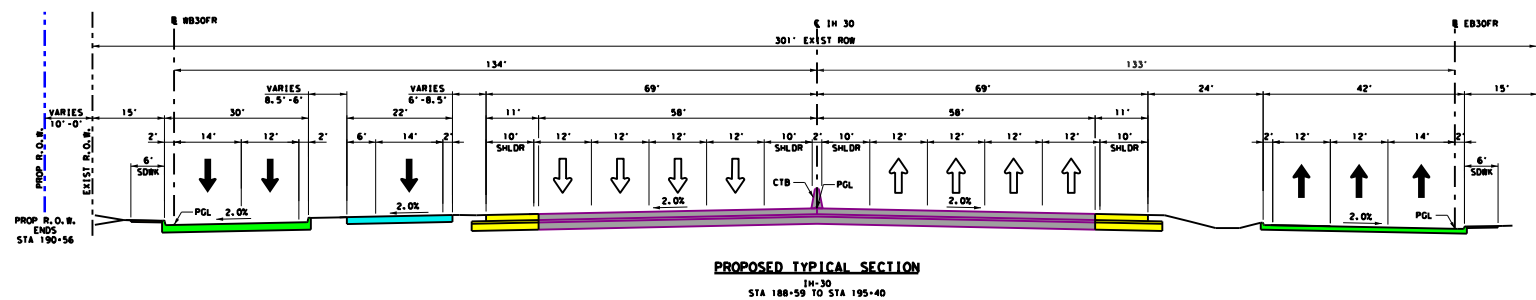 ℞ WB30FR
℄ IH 30
℞ EB30FR
301' EXIST ROW
134'
133'
VARIES
8.5'-6'
VARIES
6'-8.5'
69'
69'
24'
42'
15'
VARIES
10'-0'
15'
30'
22'
11'
58'
58'
11'
2'
14'
12'
2'
6'
14'
2'
10'
SHLDR
12'
12'
12'
12'
10'
SHLDR
2'
10'
SHLDR
12'
12'
12'
12'
10'
SHLDR
2'
12'
12'
14'
2'
6'
SDWK
6'
SDWK
PROP R.O.W.
EXIST R.O.W.
CTB
PGL
PGL
2.0%
2.0%
2.0%
2.0%
2.0%
PGL
PROP R.O.W.
ENDS
STA 190+56
PROPOSED TYPICAL SECTION
IH-30
STA 188+59 TO STA 195+40